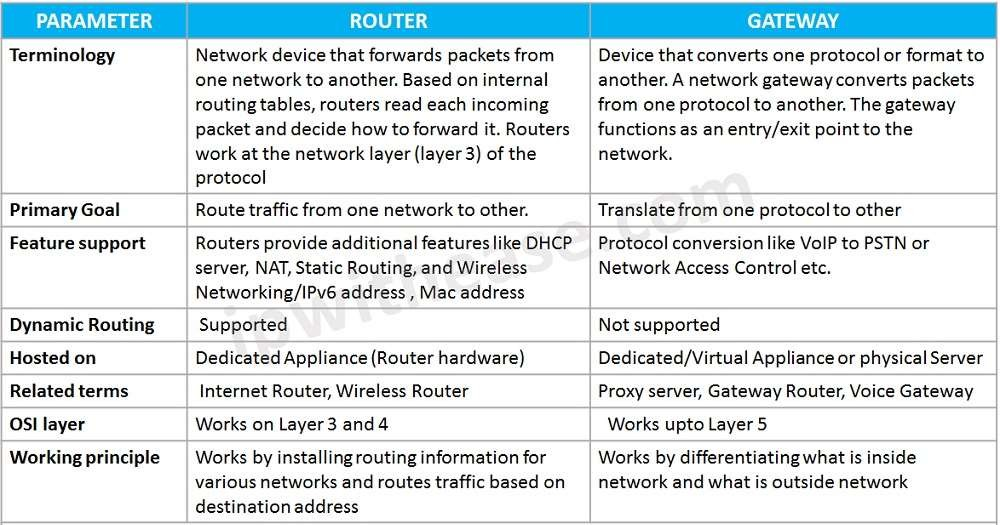 PARAMETER ROUTER GATEWAY
Terminology
Network device that forwards packets from
one network to another. Based on internal
routing tables, routers read each incoming
packet and decide how to forward it. Routers
work at the network layer (layer 3) of the
protocol
Device that converts one protocol or format to
another. A network gateway converts packets
from one protocol to another. The gateway
functions as an entry/exit point to the
network.
Primary Goal
Route traffic from one network to other.
Translate from one protocol to other
Feature support
Routers provide additional features like DHCP
server, NAT, Static Routing, and Wireless
Networking/IPv6 address , Mac address
Protocol conversion like VoIP to PSTN or
Network Access Control etc.
Dynamic Routing
Supported
Not supported
Hosted on
Dedicated Appliance (Router hardware)
Dedicated/Virtual Appliance or physical Server
Related terms
Internet Router, Wireless Router
Proxy server, Gateway Router, Voice Gateway
OSI layer
Works on Layer 3 and 4
Works upto Layer 5
Working principle
Works by installing routing information for
various networks and routes traffic based on
destination address
Works by differentiating what is inside
network and what is outside network
ipwithease.com